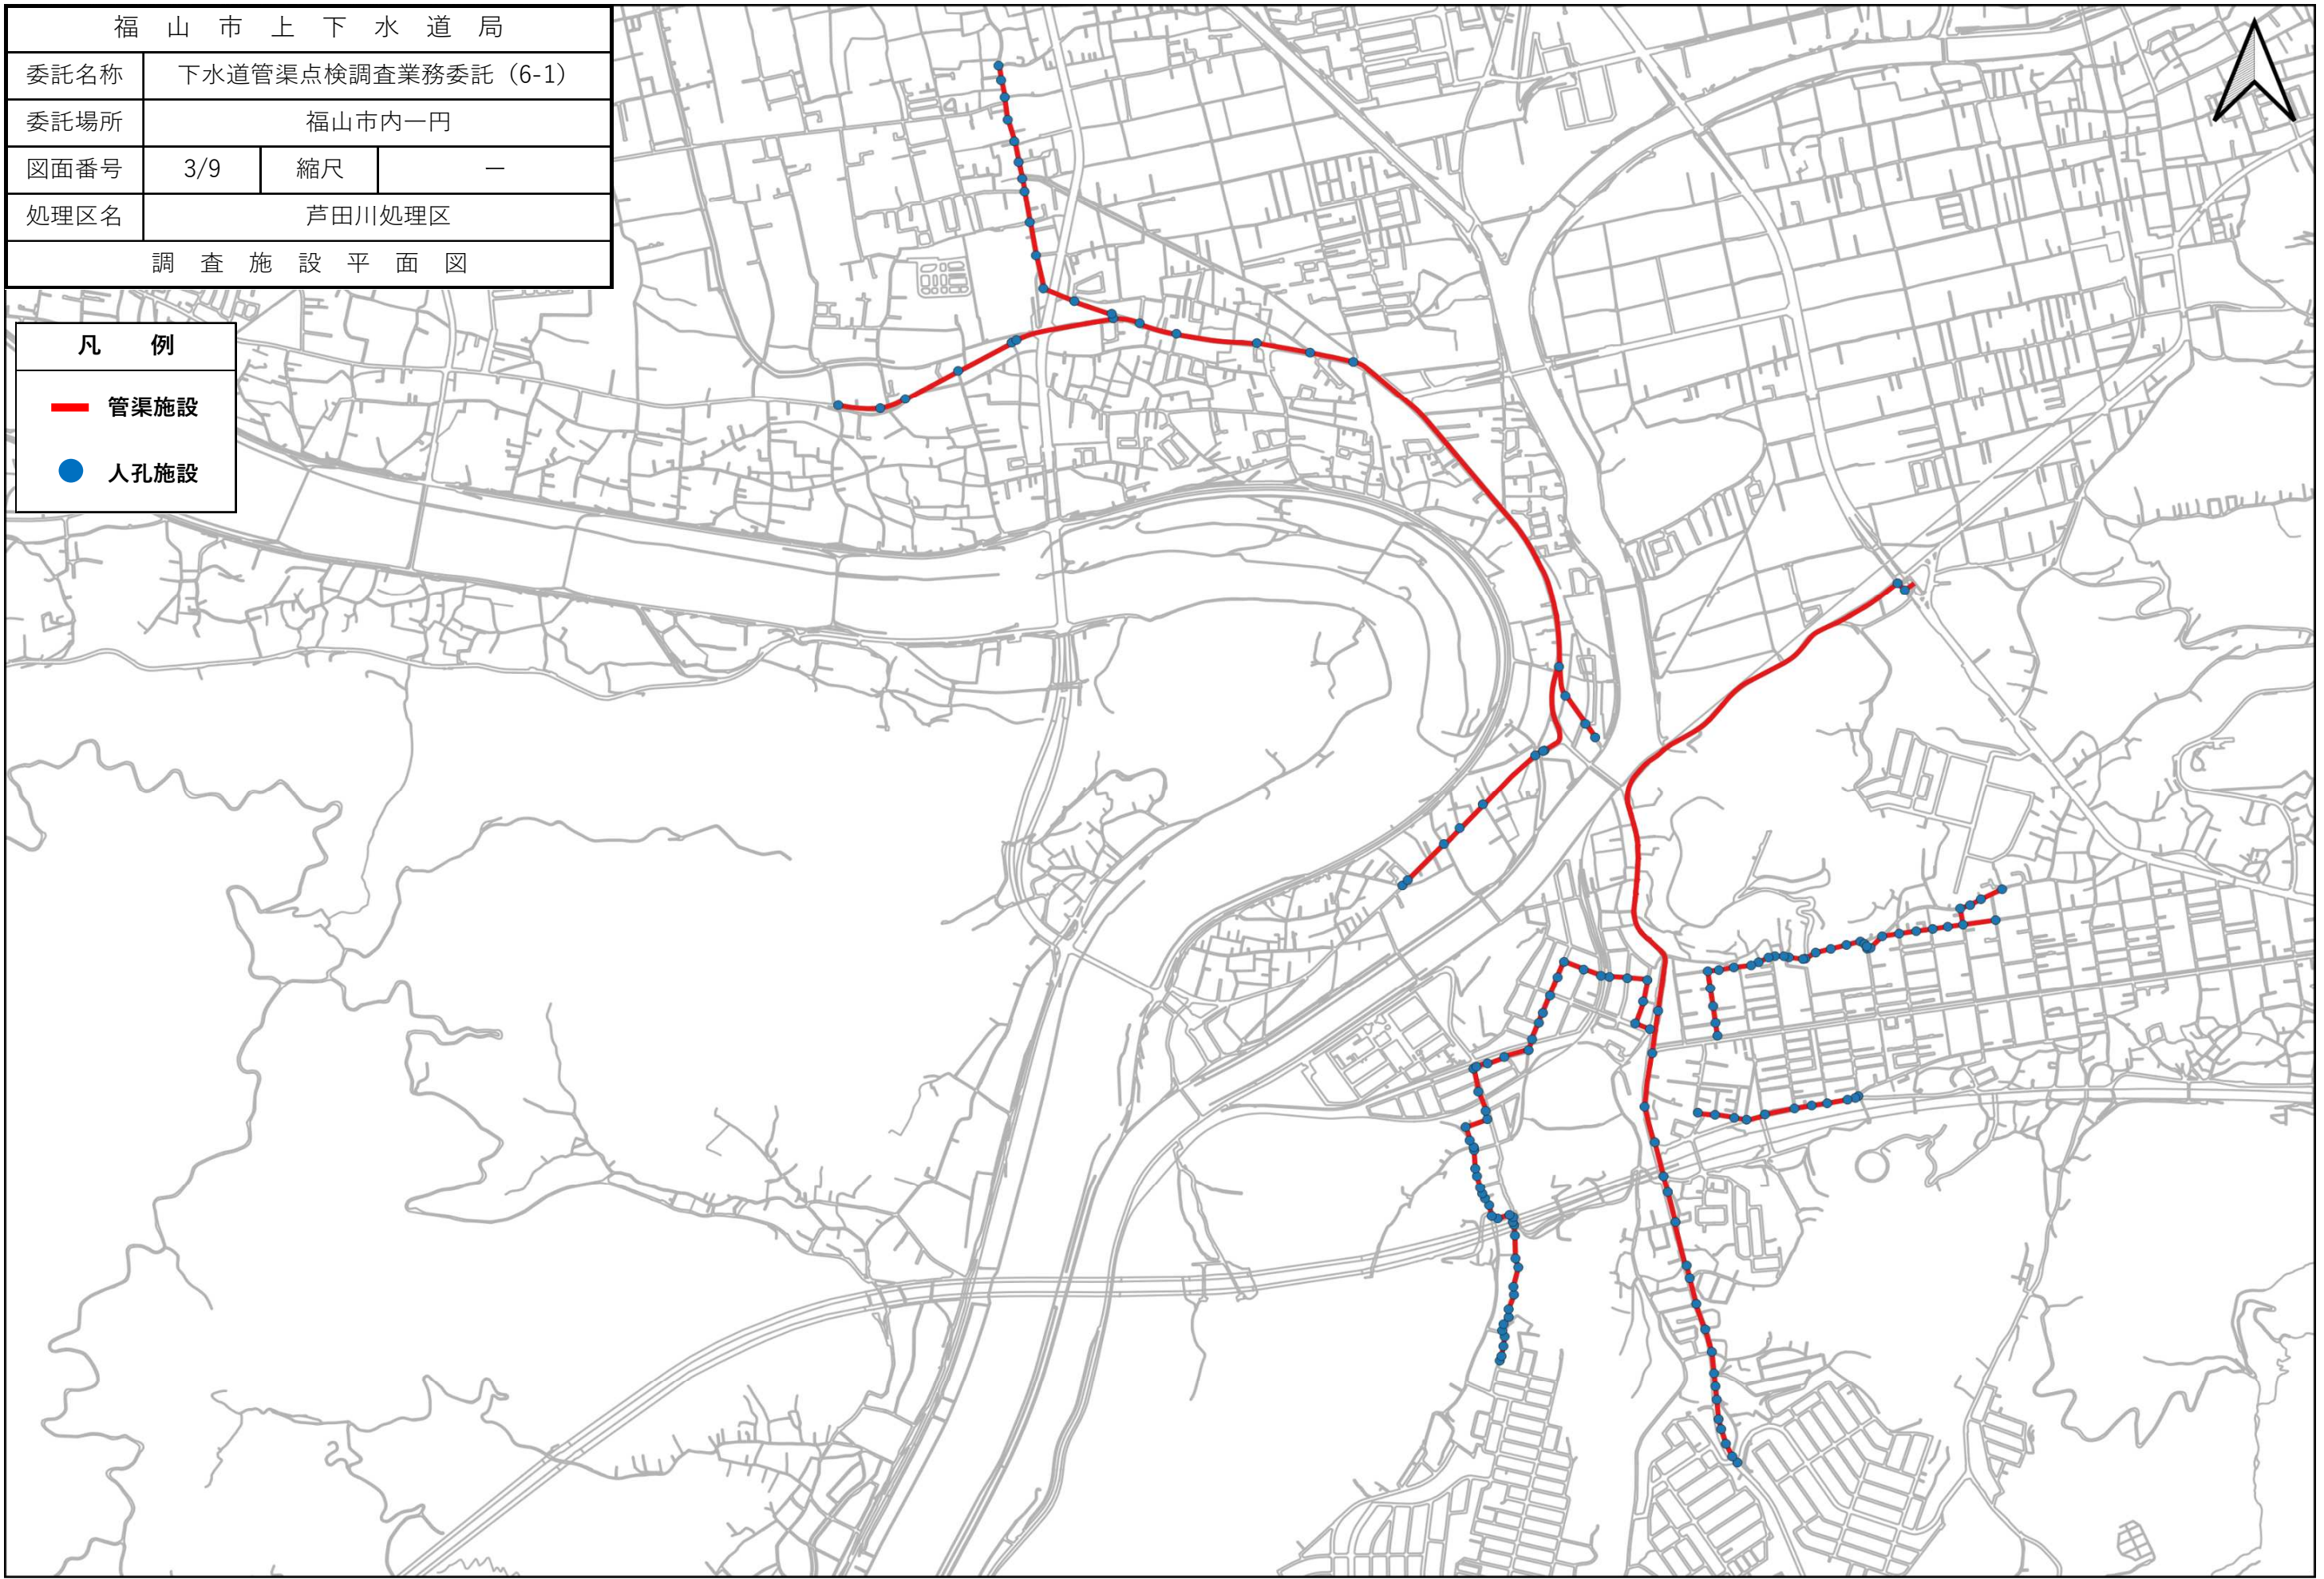 福山市上下水道局
委託名称 下水道管渠点検調査業務委託（6-1）
委託場所 福山市内一円
図面番号 3/9 縮尺 －
処理区名 芦田川処理区
調査施設平面図
凡例
管渠施設
人孔施設